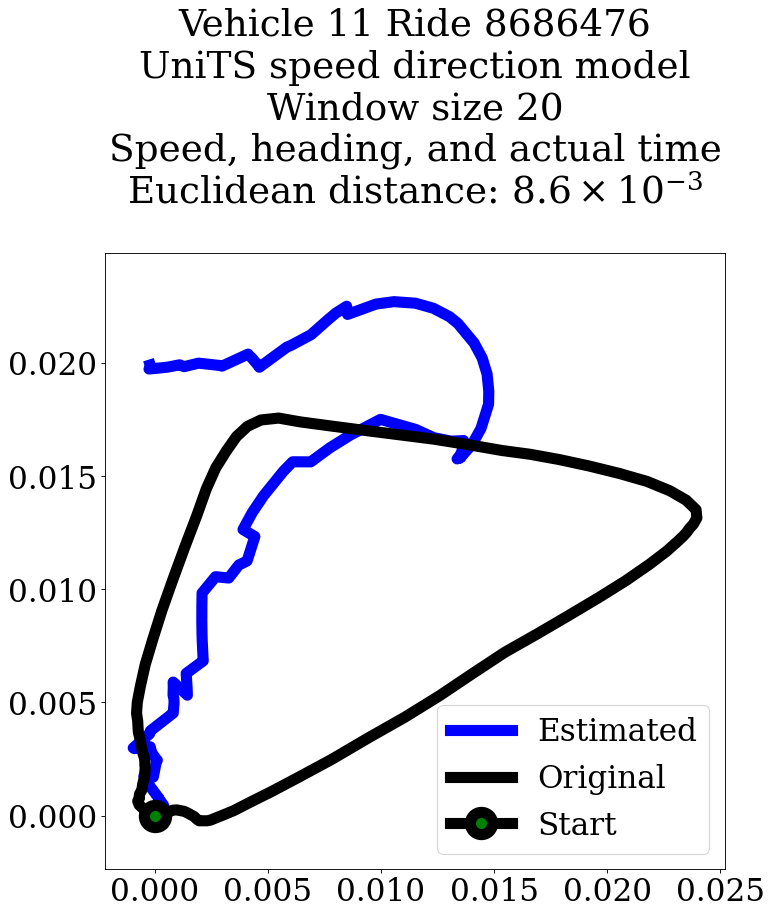 Vehicle 11 Ride 8686476
UniTS speed direction model
Window size 20
Speed, heading, and actual time
Euclidean distance: 8.6 × 10⁻³
0.020
0.015
0.010
0.005
0.000
Estimated
Original
Start
0.000 0.005 0.010 0.015 0.020 0.025